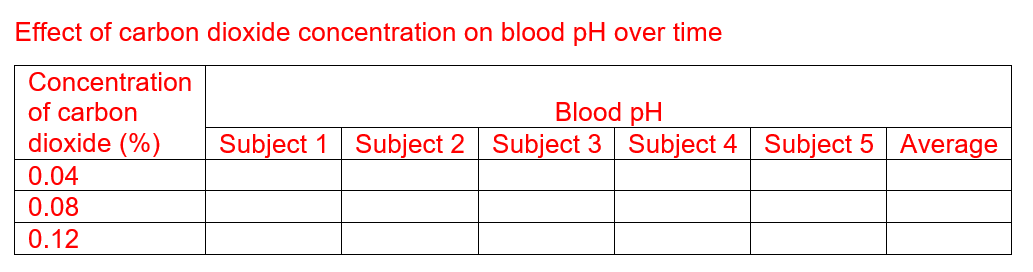 Effect of carbon dioxide concentration on blood pH over time
Concentration
of carbon
dioxide (%)
Blood pH
Subject 1 Subject 2 Subject 3 Subject 4 Subject 5 Average
0.04
0.08
0.12